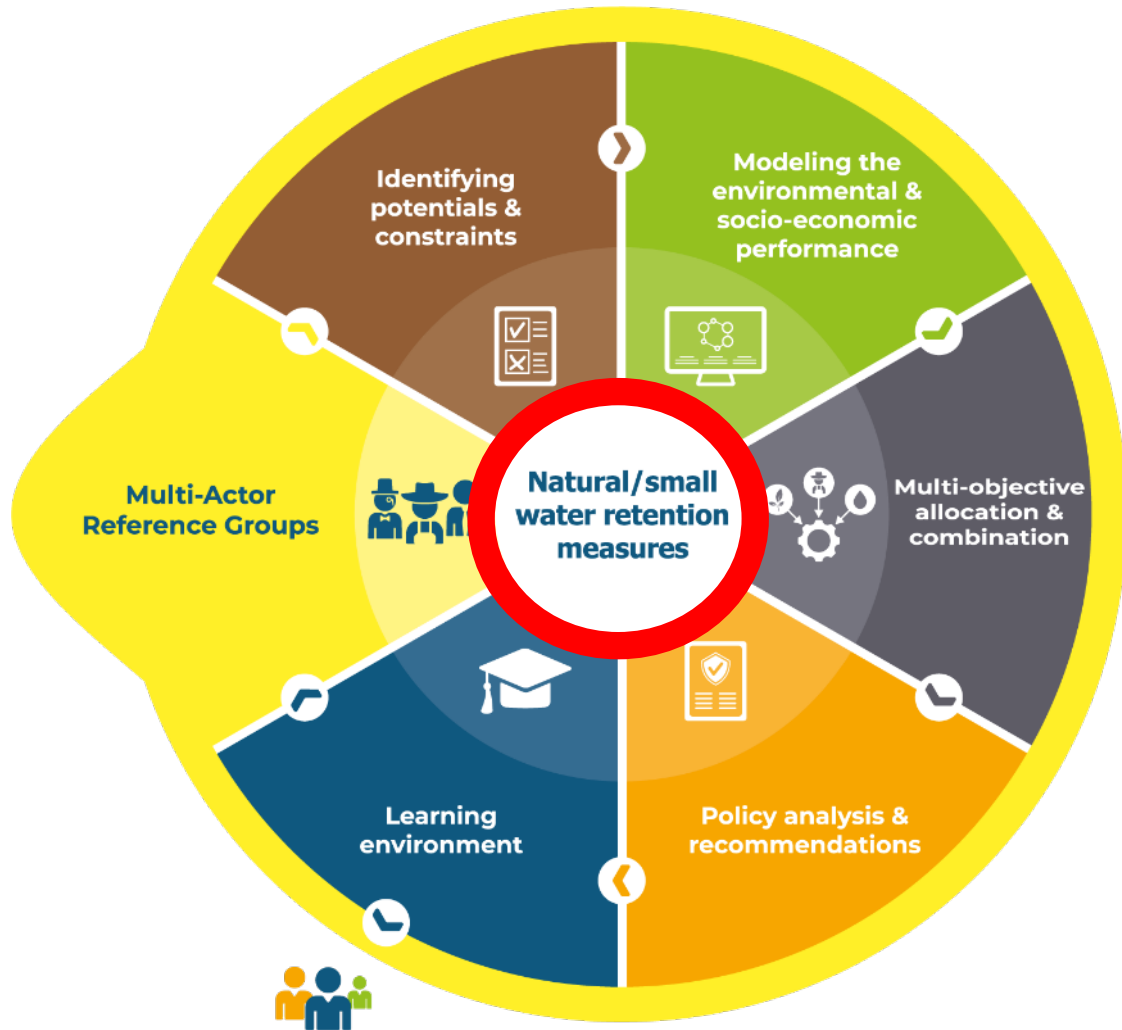 Identifying
potentials &
constraints
Modeling the
environmental &
socio-economic
performance
Multi-Actor
Reference Groups
Natural/small
water retention
measures
Multi-objective
allocation &
combination
Learning
environment
Policy analysis &
recommendations